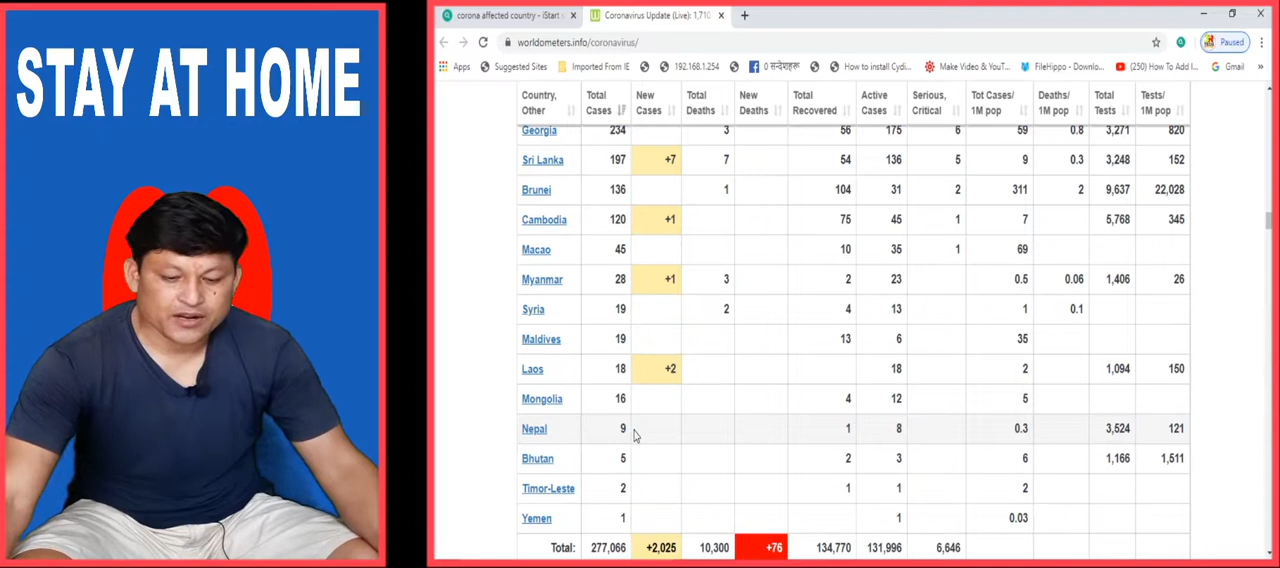 STAY AT HOME
corona affected country - iStart s
Coronavirus Update (Live): 1,710
worldometers.info/coronavirus/
Paused
Apps Suggested Sites Imported From IE 192.168.1.254 0 सन्देशहरू How to install Cydi... Make Video & YouT... FileHippo - Downlo... (250) How To Add I... Gmail »
Country, Other Total Cases New Cases Total Deaths New Deaths Total Recovered Active Cases Serious, Critical Tot Cases/ 1M pop Deaths/ 1M pop Total Tests Tests/ 1M pop
Georgia 234 3 56 175 6 59 0.8 3,271 820
Sri Lanka 197 +7 7 54 136 5 9 0.3 3,248 152
Brunei 136 1 104 31 2 311 2 9,637 22,028
Cambodia 120 +1 75 45 1 7 5,768 345
Macao 45 10 35 1 69
Myanmar 28 +1 3 2 23 0.5 0.06 1,406 26
Syria 19 2 4 13 1 0.1
Maldives 19 13 6 35
Laos 18 +2 18 2 1,094 150
Mongolia 16 4 12 5
Nepal 9 1 8 0.3 3,524 121
Bhutan 5 2 3 6 1,166 1,511
Timor-Leste 2 1 1 2
Yemen 1 1 0.03
Total: 277,066 +2,025 10,300 +76 134,770 131,996 6,646